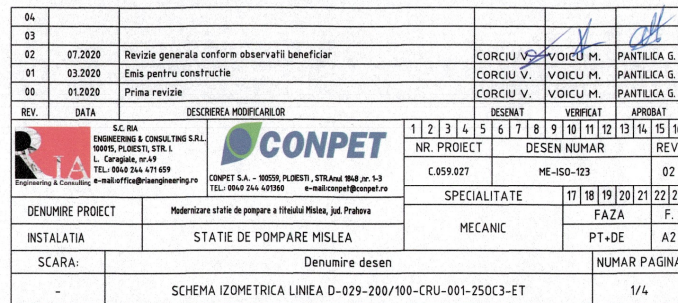 04
03
02 07.2020 Revizie generala conform observatii beneficiar CORCIU V. VOICU M. PANTILICA G.
01 03.2020 Emis pentru constructie CORCIU V. VOICU M. PANTILICA G.
00 01.2020 Prima revizie CORCIU V. VOICU M. PANTILICA G.
REV. DATA DESCRIEREA MODIFICARILOR DESENAT VERIFICAT APROBAT
RIA
Engineering & Consulting
S.C. RIA
ENGINEERING & CONSULTING S.R.L.
100015, PLOIESTI, STR. I.
L. Caragiale, nr.49
TEL.: 0040 244 471 659
e-mail:office@riaengineering.ro
CONPET
CONPET S.A. - 100559, PLOIESTI , STR.Anul 1848 ,nr. 1-3
TEL.: 0040 244 401360 e-mail:conpet@conpet.ro
1 2 3 4 5 6 7 8 9 10 11 12 13 14 15 16
NR. PROIECT DESEN NUMAR REV
C.059.027 ME-ISO-123 02
SPECIALITATE 17 18 19 20 21 22 2
MECANIC FAZA F.
PT+DE A2
DENUMIRE PROIECT Modernizare statie de pompare a titeiului Mislea, jud. Prahova
INSTALATIA STATIE DE POMPARE MISLEA
SCARA: Denumire desen NUMAR PAGINA
- SCHEMA IZOMETRICA LINIEA D-029-200/100-CRU-001-250C3-ET 1/4